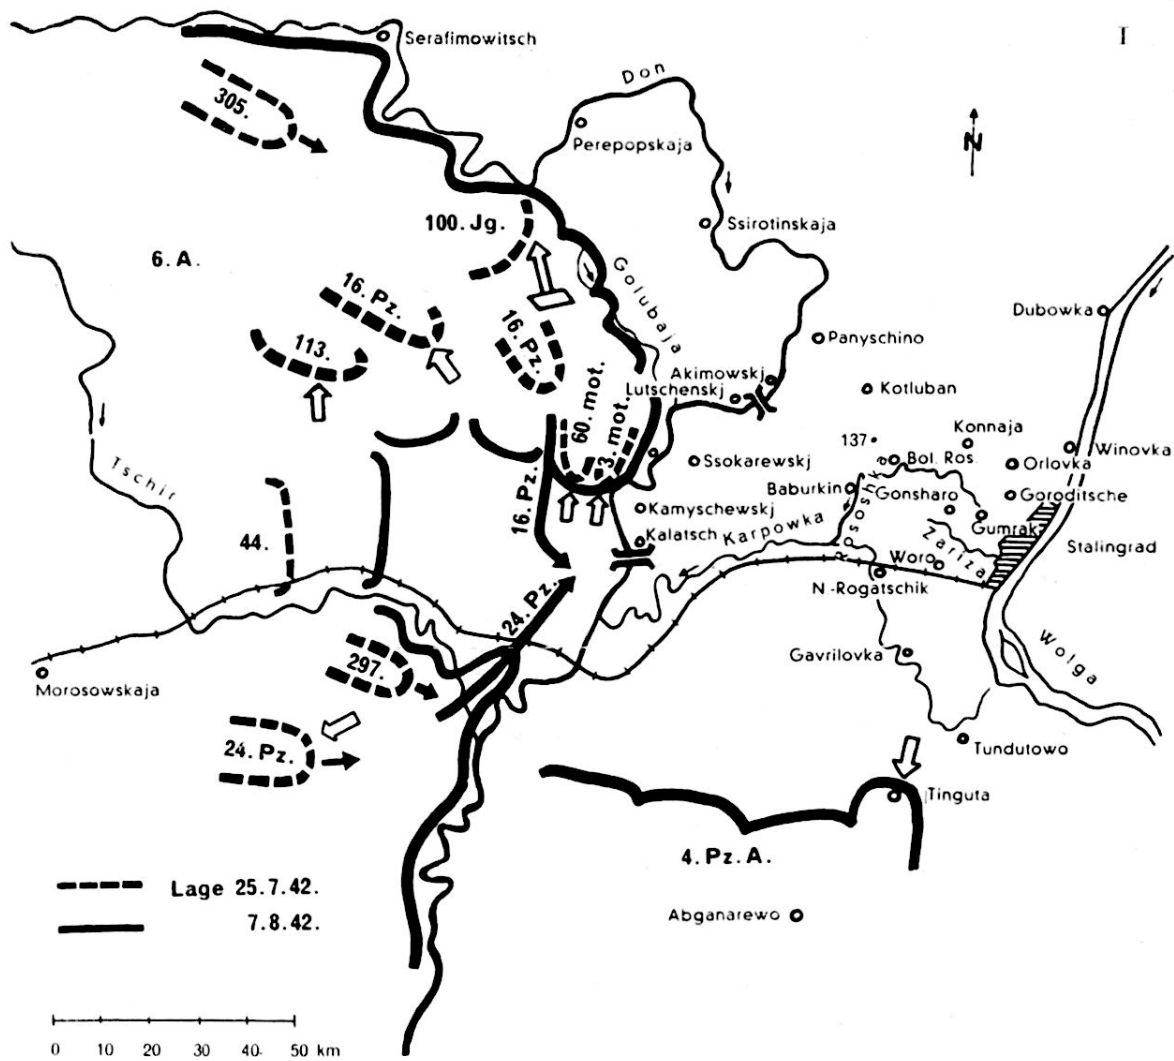 I
Serafimowitsch
Don
305.
Perepopskaja
N
100. Jg.
Ssirotinskaja
6. A.
Golubaja
16. Pz.
16. Pz.
113.
Dubowka
Panyschino
Akimowskj
Lutschenskj
Kotluban
60. mot.
3. mot.
Konnaja
137
Winowka
Bol. Ros.
Orlovka
Ssokarewskj
Tschir
16. Pz.
Baburkin
Rososhka
Gonsharo
Goroditsche
Kamyschewskj
Gumrak
Kalatsch
Karpowka
Zariza
Stalingrad
44.
Woro
N.-Rogatschik
24. Pz.
Wolga
297.
Gavrilovka
Morosowskaja
24. Pz.
Tundutowo
Tinguta
4. Pz. A.
Lage 25.7.42.
7.8.42.
Abganarewo
0 10 20 30 40 50 km